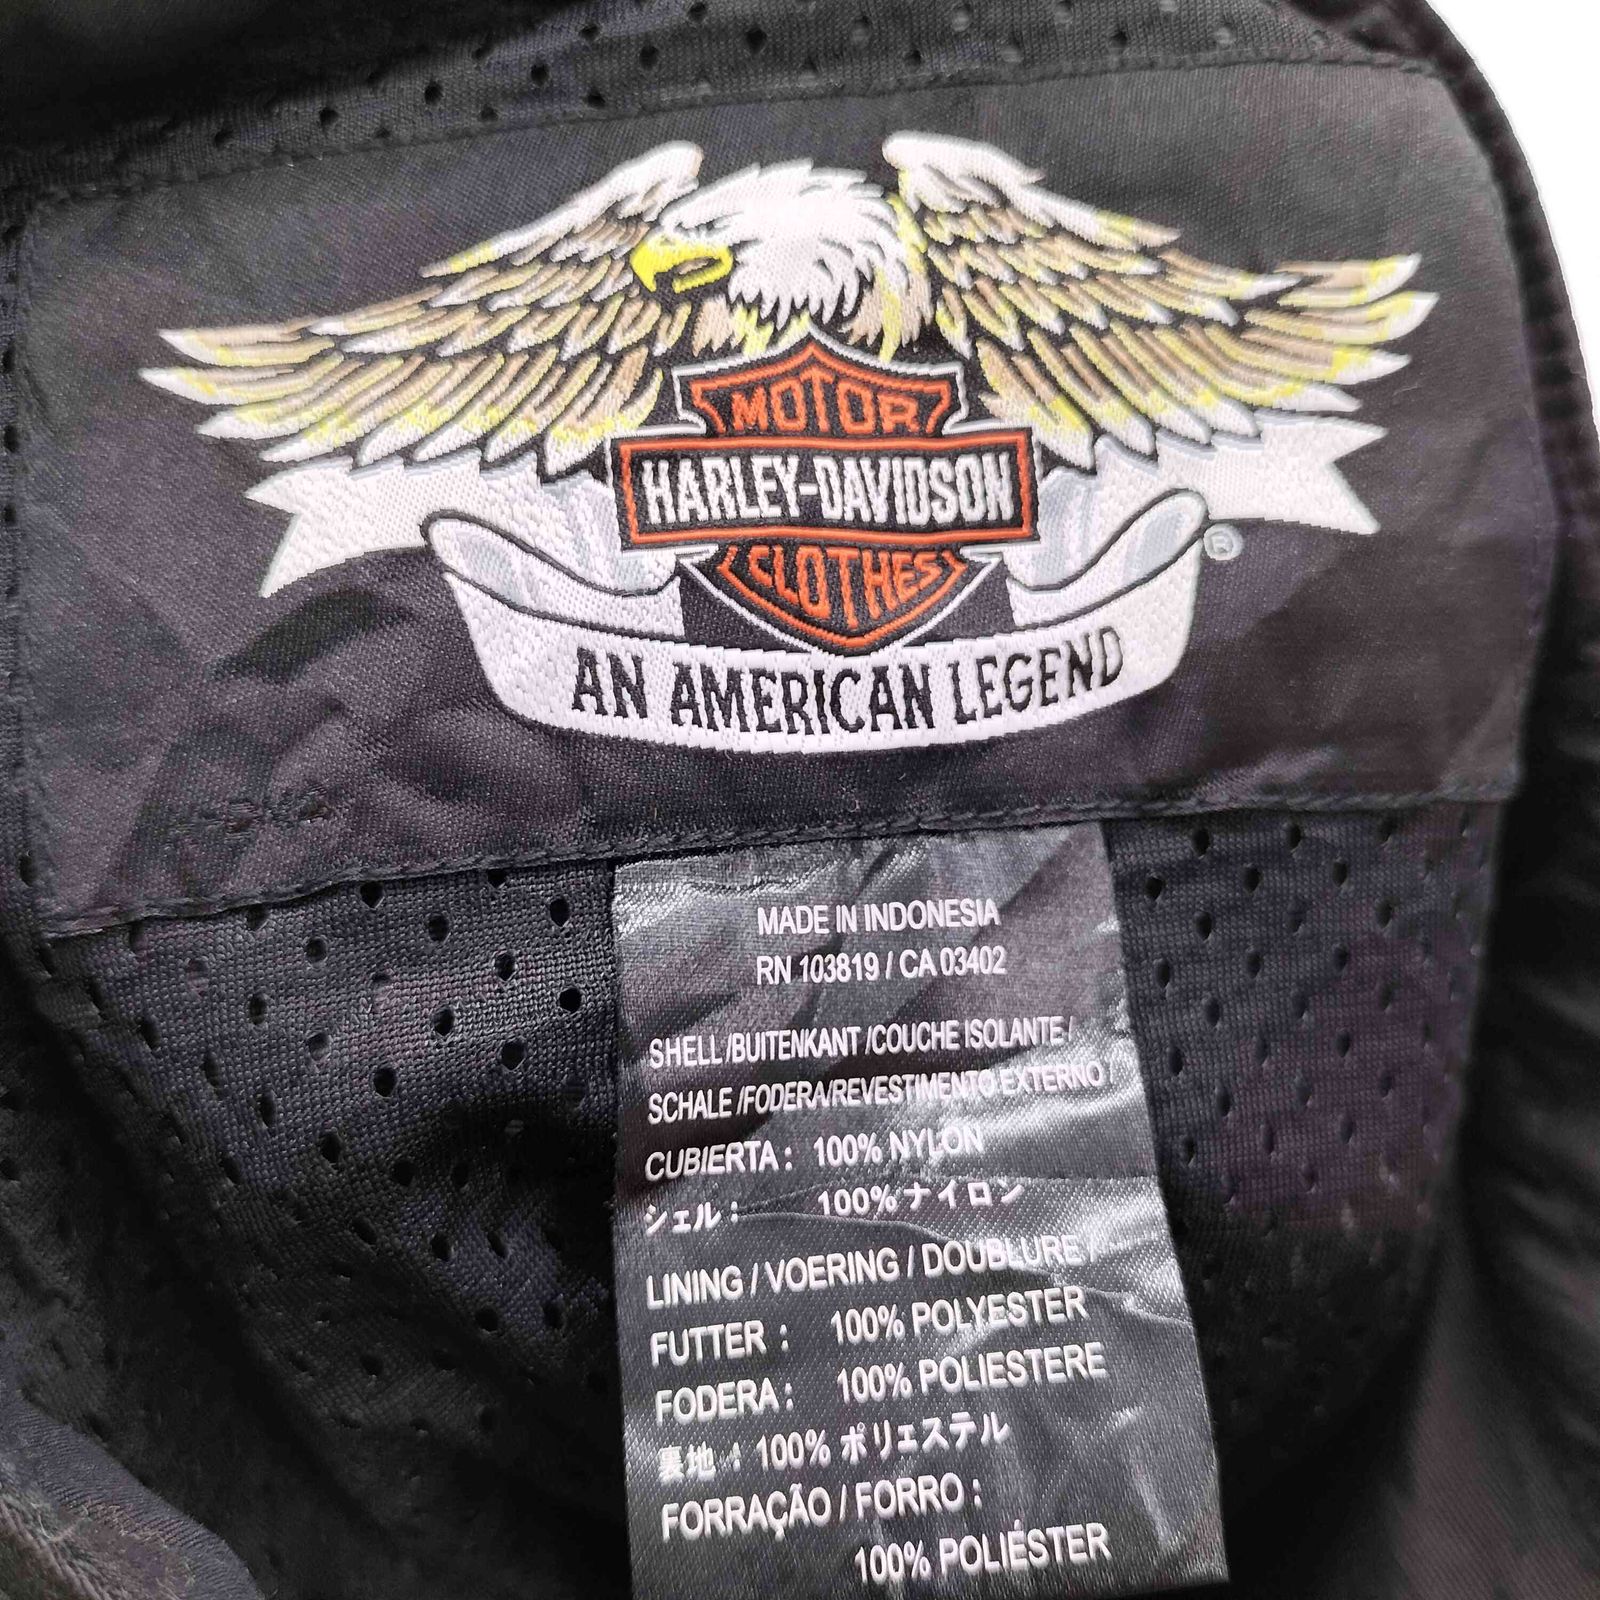 MOTOR
HARLEY-DAVIDSON
CLOTHES
®
AN AMERICAN LEGEND
MADE IN INDONESIA
RN 103819 / CA 03402
SHELL /BUITENKANT /COUCHE ISOLANTE /
SCHALE /FODERA/REVESTIMENTO EXTERNO /
CUBIERTA : 100% NYLON
シェル : 100% ナイロン
LINING / VOERING / DOUBLURE /
FUTTER : 100% POLYESTER
FODERA : 100% POLIESTERE
裏地 : 100% ポリェステル
FORRAÇÃO / FORRO :
100% POLIÉSTER